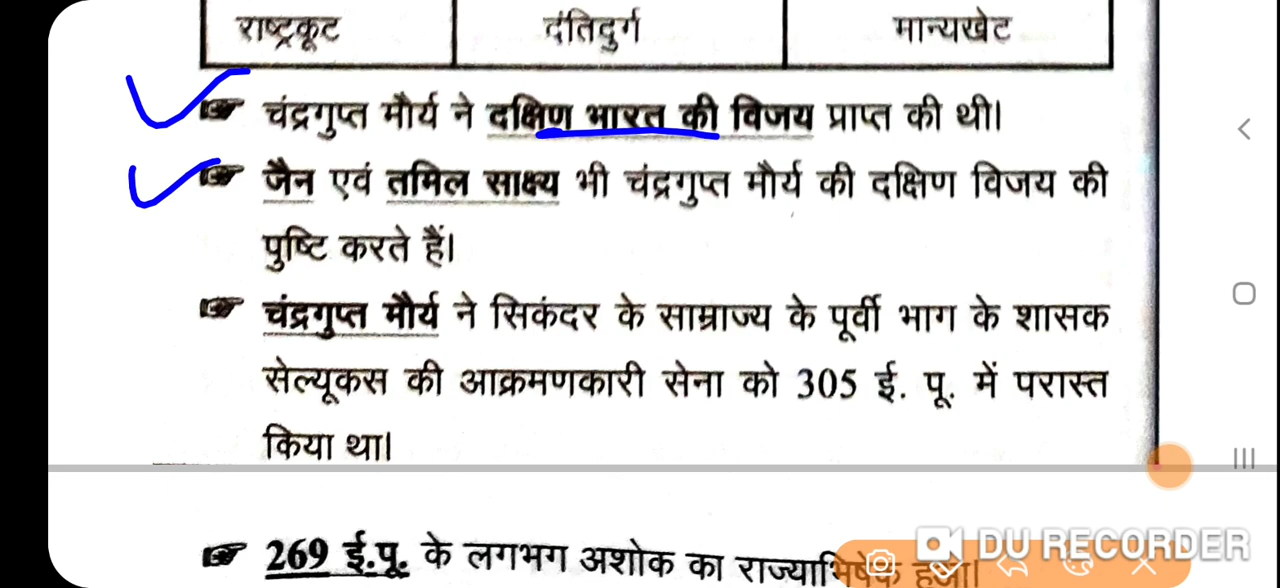 राष्ट्रकूट दंतिदुर्ग मान्यखेट
चंद्रगुप्त मौर्य ने दक्षिण भारत की विजय प्राप्त की थी।
जैन एवं तमिल साक्ष्य भी चंद्रगुप्त मौर्य की दक्षिण विजय की
पुष्टि करते हैं।
चंद्रगुप्त मौर्य ने सिकंदर के साम्राज्य के पूर्वी भाग के शासक
सेल्यूकस की आक्रमणकारी सेना को 305 ई. पू. में परास्त
किया था।
269 ई.पू. के लगभग अशोक का राज्याभिषेक हुआ।
DU RECORDER